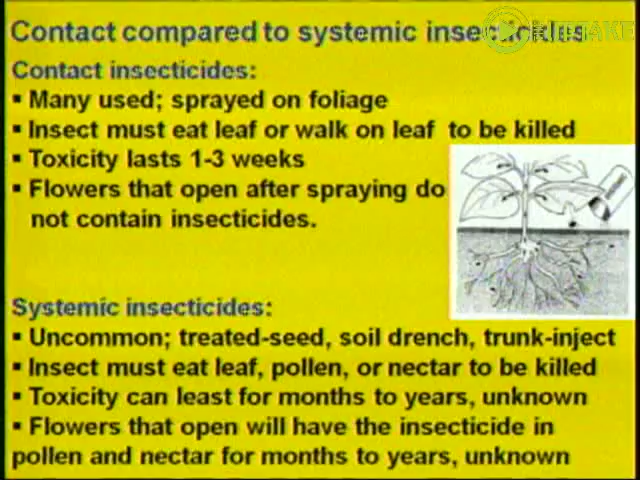 Contact compared to systemic insecticides
Contact insecticides:
▪ Many used; sprayed on foliage
▪ Insect must eat leaf or walk on leaf to be killed
▪ Toxicity lasts 1-3 weeks
▪ Flowers that open after spraying do
not contain insecticides.
Systemic insecticides:
▪ Uncommon; treated-seed, soil drench, trunk-inject
▪ Insect must eat leaf, pollen, or nectar to be killed
▪ Toxicity can least for months to years, unknown
▪ Flowers that open will have the insecticide in
pollen and nectar for months to years, unknown